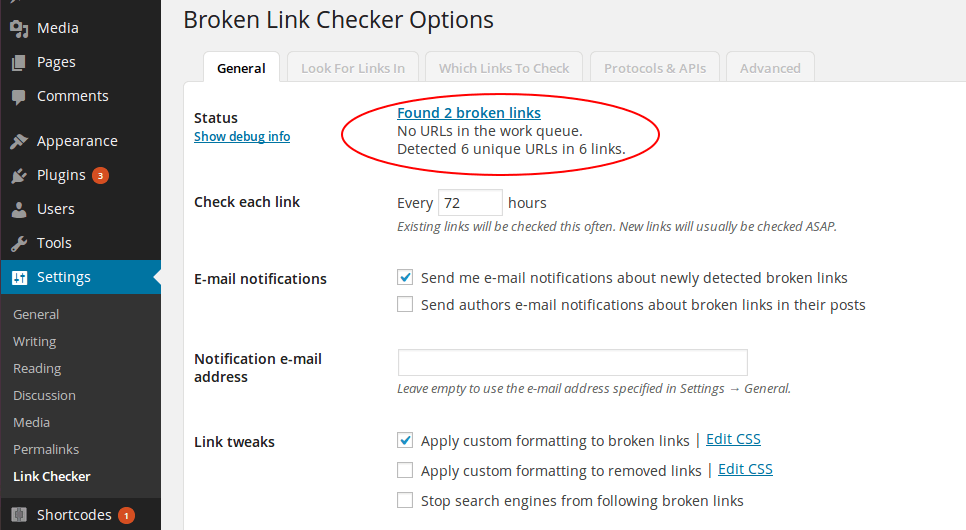 Broken Link Checker Options
Media
Pages
Comments
Appearance
Plugins 3
Users
Tools
Settings
General
Writing
Reading
Discussion
Media
Permalinks
Link Checker
Shortcodes 1
General
Look For Links In
Which Links To Check
Protocols & APIs
Advanced
Status
Show debug info
Found 2 broken links
No URLs in the work queue.
Detected 6 unique URLs in 6 links.
Check each link
Every 72 hours
Existing links will be checked this often. New links will usually be checked ASAP.
E-mail notifications
Send me e-mail notifications about newly detected broken links
Send authors e-mail notifications about broken links in their posts
Notification e-mail
address
Leave empty to use the e-mail address specified in Settings → General.
Link tweaks
Apply custom formatting to broken links | Edit CSS
Apply custom formatting to removed links | Edit CSS
Stop search engines from following broken links